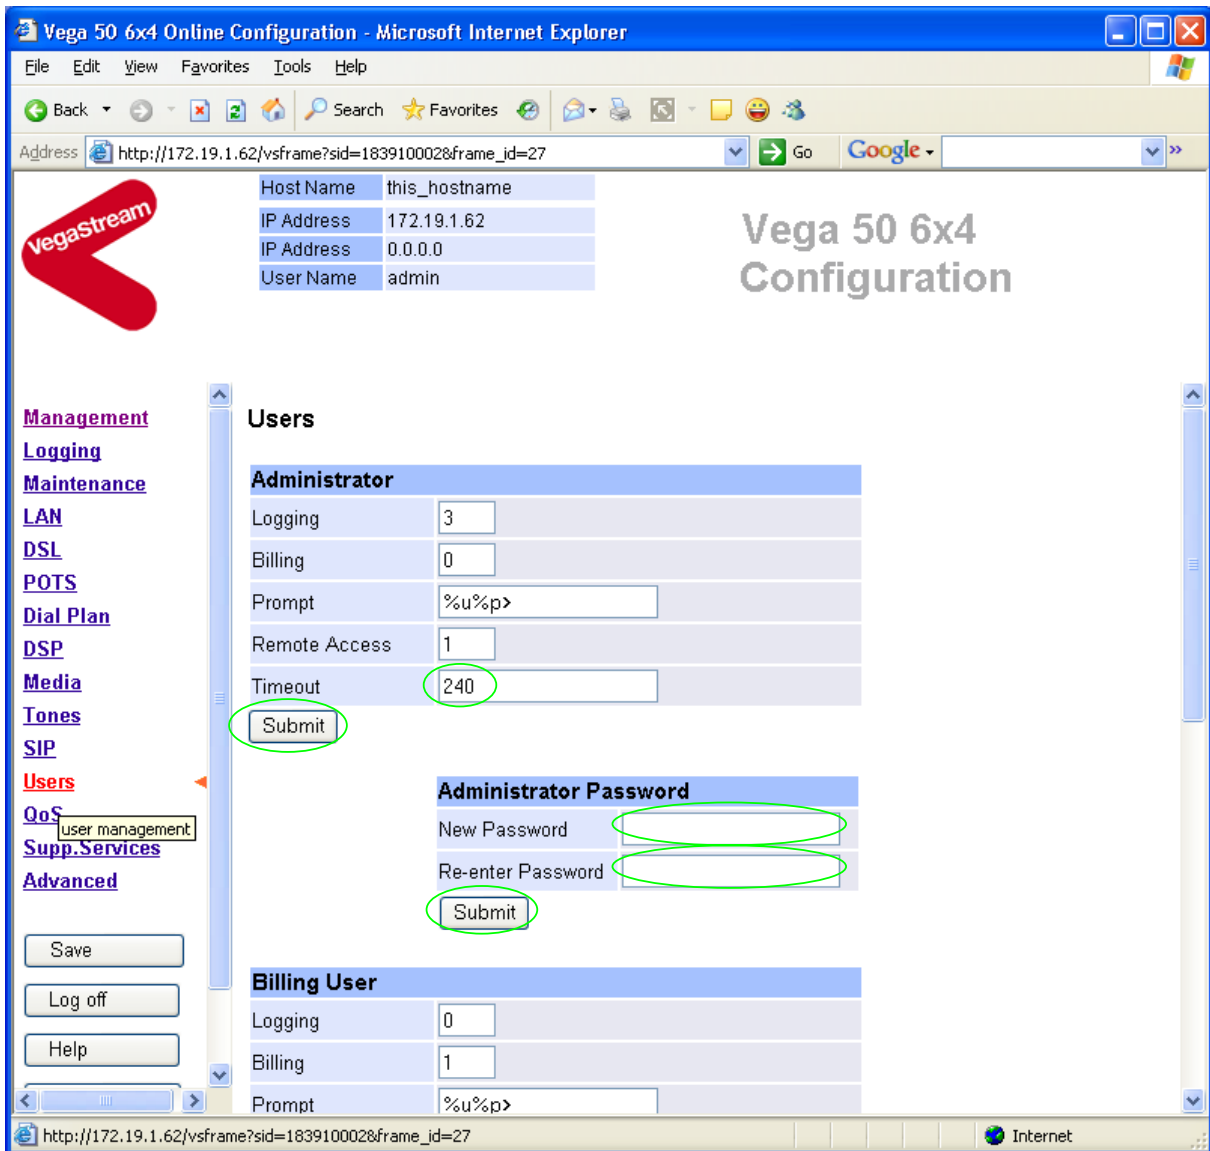 Vega 50 6x4 Online Configuration - Microsoft Internet Explorer
File Edit View Favorites Tools Help
Back Search Favorites
Address http://172.19.1.62/vsframe?sid=183910002&frame_id=27 Go Google
vegastream
Host Name this_hostname
IP Address 172.19.1.62
IP Address 0.0.0.0
User Name admin
Vega 50 6x4
Configuration
Management
Logging
Maintenance
LAN
DSL
POTS
Dial Plan
DSP
Media
Tones
SIP
Users
QoS
user management
Supp.Services
Advanced
Save
Log off
Help
Users
Administrator
Logging 3
Billing 0
Prompt %u%p>
Remote Access 1
Timeout 240
Submit
Administrator Password
New Password
Re-enter Password
Submit
Billing User
Logging 0
Billing 1
Prompt %u%p>
http://172.19.1.62/vsframe?sid=183910002&frame_id=27 Internet